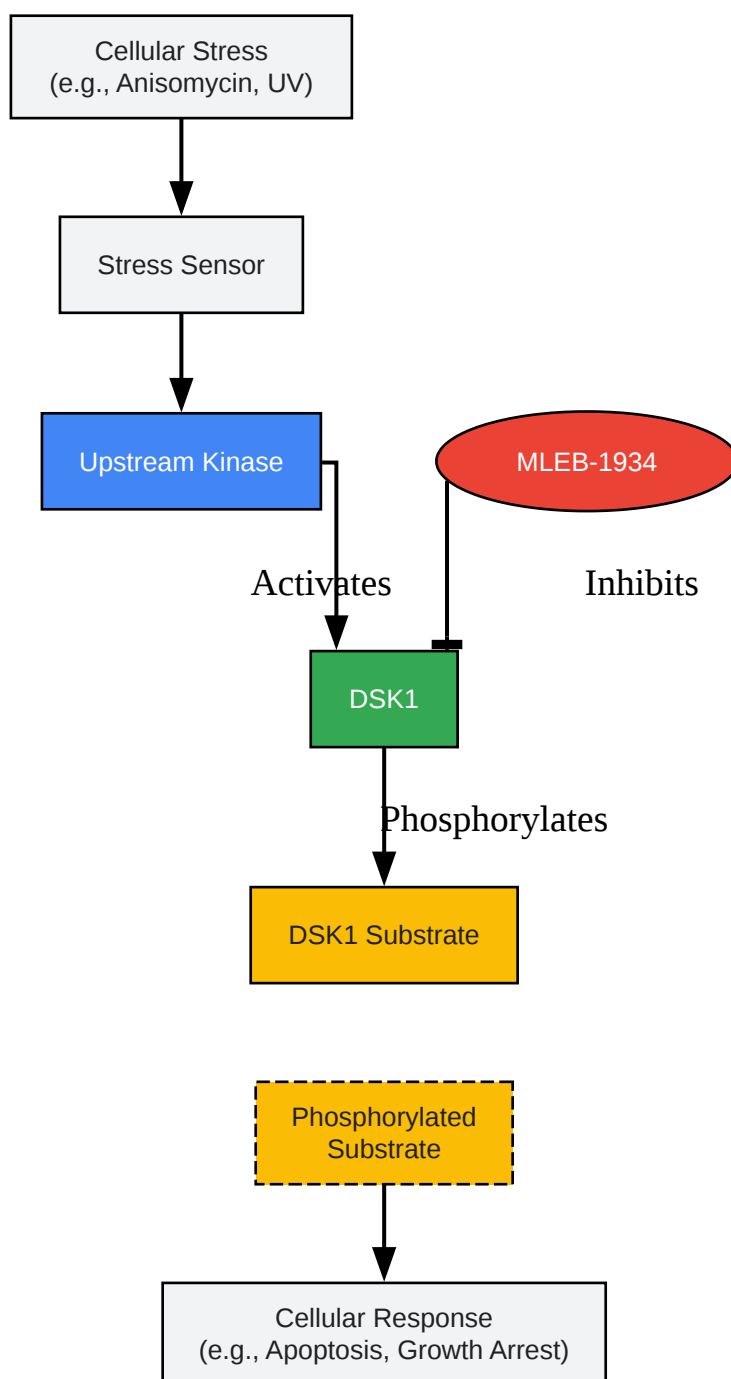 Cellular Stress
(e.g., Anisomycin, UV)
Stress Sensor
Upstream Kinase
MLEB-1934
Activates
Inhibits
DSK1
Phosphorylates
DSK1 Substrate
Phosphorylated
Substrate
Cellular Response
(e.g., Apoptosis, Growth Arrest)